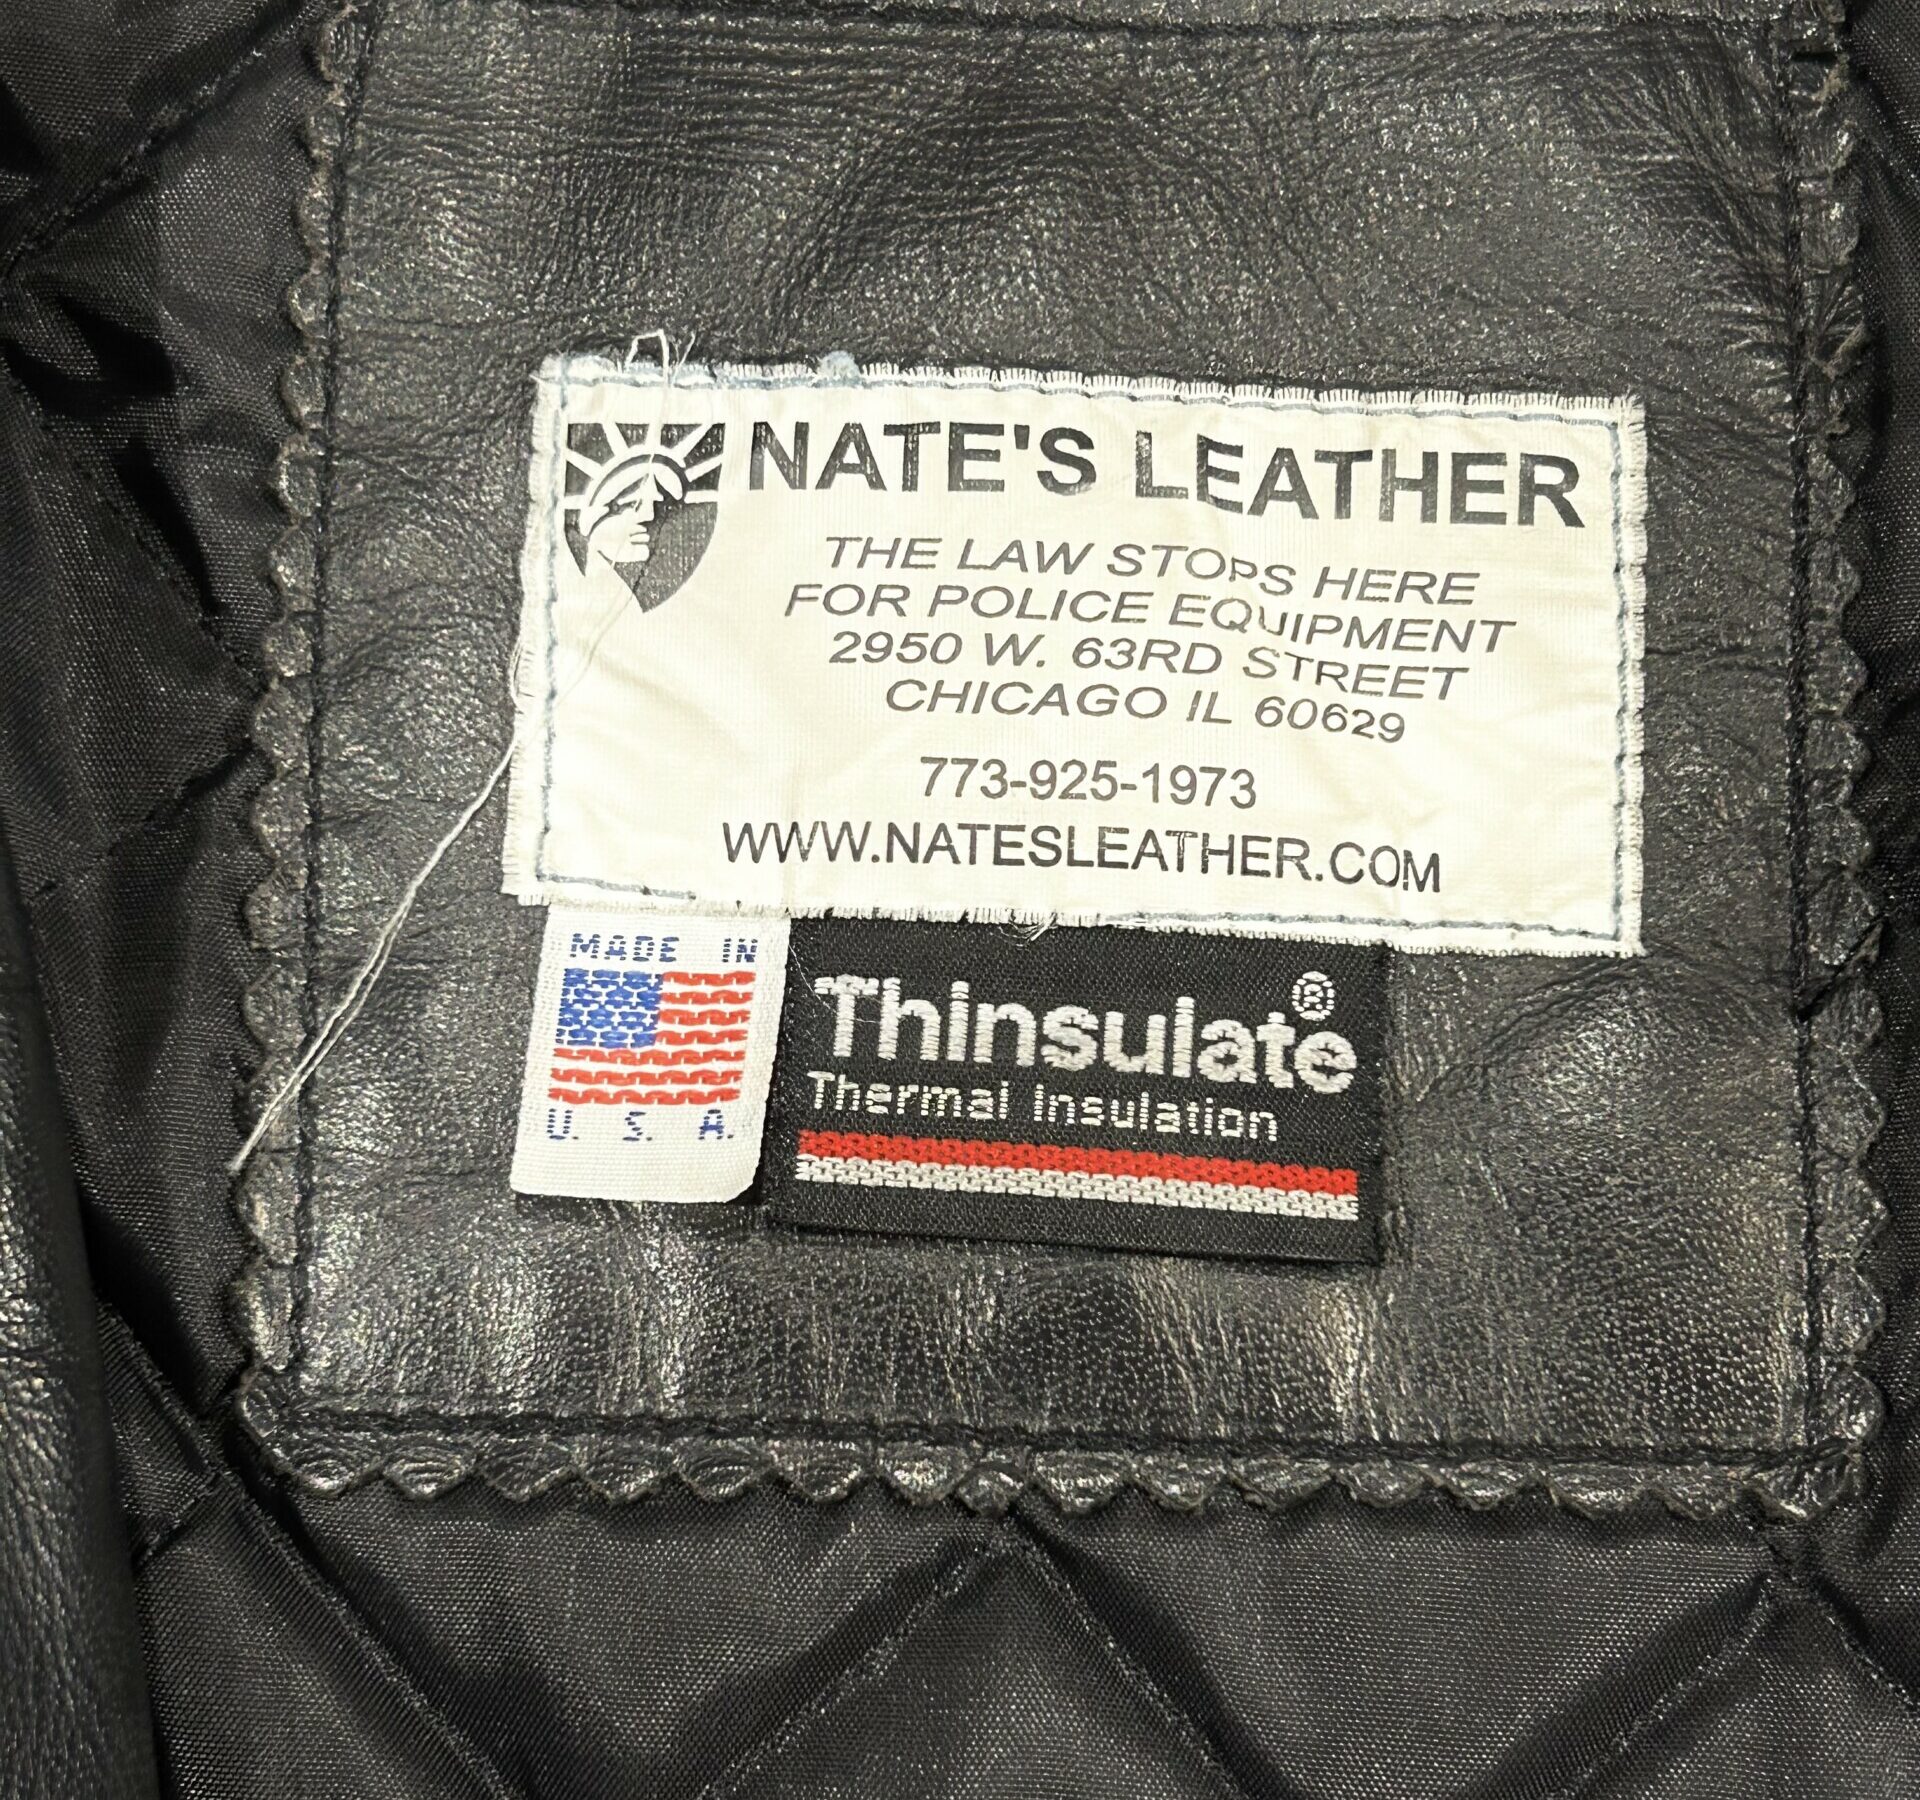 NATE'S LEATHER
THE LAW STOPS HERE
FOR POLICE EQUIPMENT
2950 W. 63RD STREET
CHICAGO IL 60629
773-925-1973
WWW.NATESLEATHER.COM
MADE IN
U. S. A.
Thinsulate®
Thermal Insulation